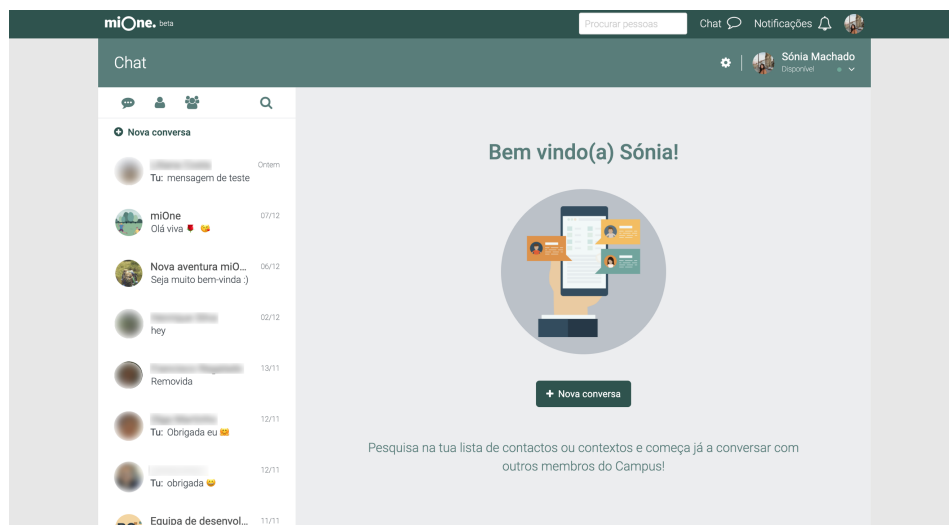 miOne. beta
Procurar pessoas
Chat
Notificações
Chat
Sónia Machado
Disponível
Nova conversa
Ontem
Tu: mensagem de teste
miOne
07/12
Olá viva
Nova aventura miO...
06/12
Seja muito bem-vinda :)
02/12
hey
13/11
Removida
12/11
Tu: Obrigada eu
12/11
Tu: obrigada
Equipa de desenvol...
11/11
Bem vindo(a) Sónia!
+ Nova conversa
Pesquisa na tua lista de contactos ou contextos e começa já a conversar com
outros membros do Campus!